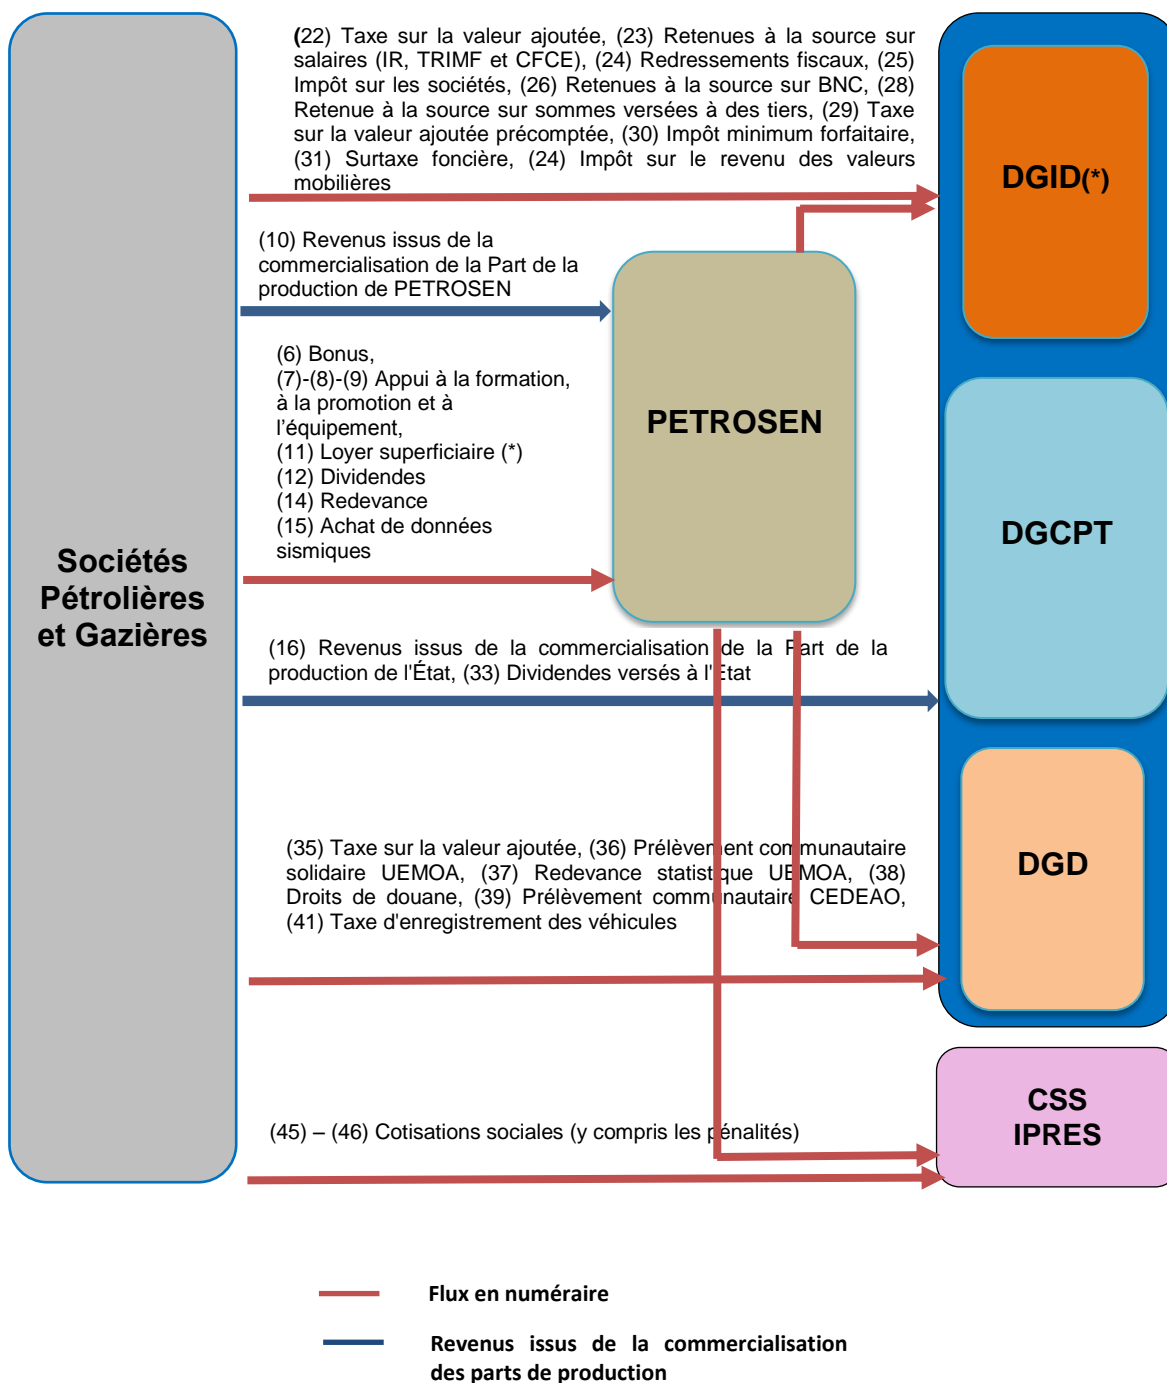 (22) Taxe sur la valeur ajoutée, (23) Retenues à la source sur
salaires (IR, TRIMF et CFCE), (24) Redressements fiscaux, (25)
Impôt sur les sociétés, (26) Retenues à la source sur BNC, (28)
Retenue à la source sur sommes versées à des tiers, (29) Taxe
sur la valeur ajoutée précomptée, (30) Impôt minimum forfaitaire,
(31) Surtaxe foncière, (24) Impôt sur le revenu des valeurs
mobilières
DGID(*)
(10) Revenus issus de la
commercialisation de la Part de la
production de PETROSEN
(6) Bonus,
(7)-(8)-(9) Appui à la formation,
à la promotion et à
l'équipement,
(11) Loyer superficiaire (*)
(12) Dividendes
(14) Redevance
(15) Achat de données
sismiques
PETROSEN
DGCPT
Sociétés
Pétrolières
et Gazières
(16) Revenus issus de la commercialisation de la Part de la
production de l'État, (33) Dividendes versés à l'Etat
(35) Taxe sur la valeur ajoutée, (36) Prélèvement communautaire
solidaire UEMOA, (37) Redevance statistique UEMOA, (38)
Droits de douane, (39) Prélèvement communautaire CEDEAO,
(41) Taxe d'enregistrement des véhicules
DGD
CSS
IPRES
(45) – (46) Cotisations sociales (y compris les pénalités)
Flux en numéraire
Revenus issus de la commercialisation
des parts de production